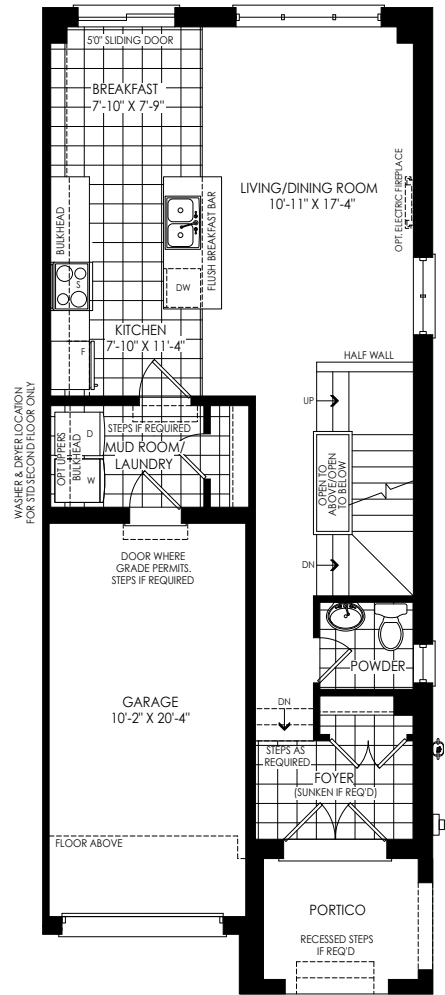 5'0" SLIDING DOOR
BREAKFAST
7'-10" X 7'-9"
LIVING/DINING ROOM
10'-11" X 17'-4"
OPT. ELECTRIC FIREPLACE
BULKHEAD
FLUSH BREAKFAST BAR
S
DW
KITCHEN
7'-10" X 11'-4"
F
HALF WALL
UP
WASHER & DRYER LOCATION
FOR STD SECOND FLOOR ONLY
STEPS IF REQUIRED
MUD ROOM/
LAUNDRY
OPT UPPERS
BULKHEAD
D
W
OPEN TO
ABOVE/OPEN
TO BELOW
DN
DOOR WHERE
GRADE PERMITS.
STEPS IF REQUIRED
POWDER
GARAGE
10'-2" X 20'-4"
DN
STEPS AS
REQUIRED
FOYER
(SUNKEN IF REQ'D)
FLOOR ABOVE
PORTICO
RECESSED STEPS
IF REQ'D